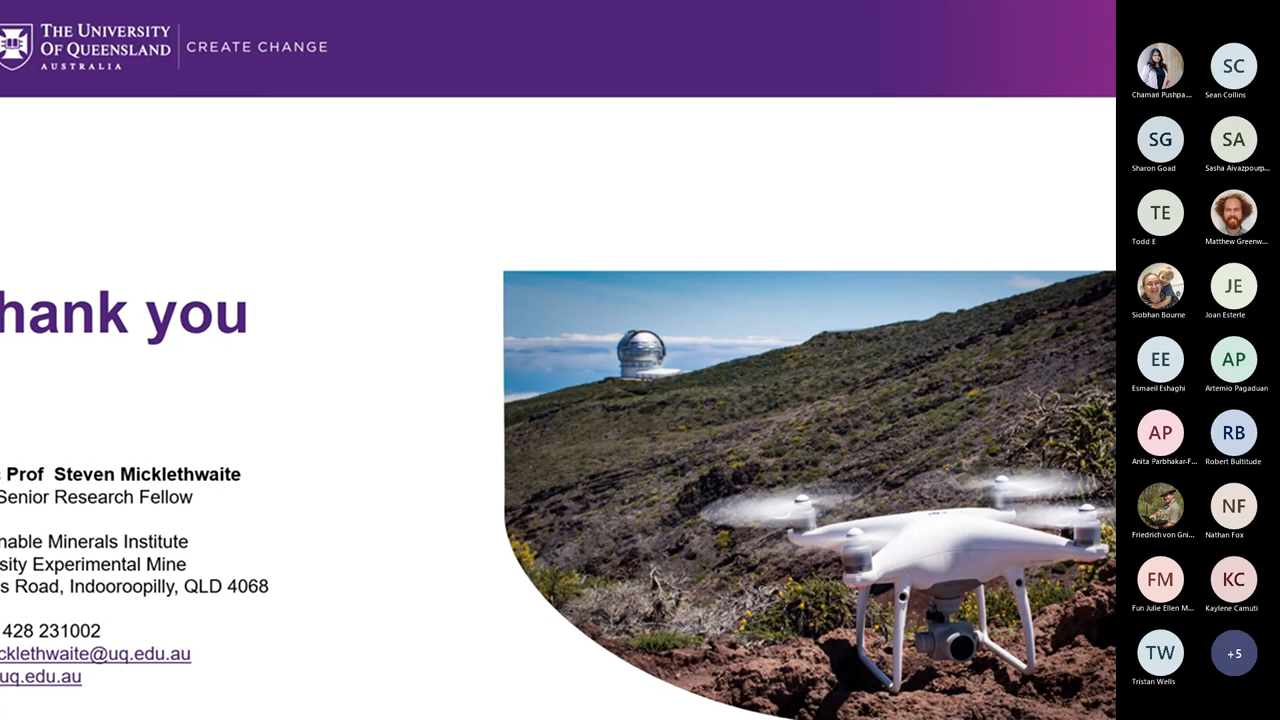 THE UNIVERSITY
OF QUEENSLAND
AUSTRALIA
CREATE CHANGE
hank you
Prof Steven Micklethwaite
Senior Research Fellow
nable Minerals Institute
sity Experimental Mine
s Road, Indooroopilly, QLD 4068
428 231002
cklethwaite@uq.edu.au
uq.edu.au
Chamari Pushpa...
SC
Sean Collins
SG
Sharon Goad
SA
Sasha Aivazpourp...
TE
Todd E
Matthew Greenw...
Siobhan Bourne
JE
Joan Esterle
EE
Esmaeil Eshaghi
AP
Artemio Pagaduan
AP
Anita Parbhakar-F...
RB
Robert Bultitude
Friedrich von Gni...
NF
Nathan Fox
FM
Fun Julie Ellen M...
KC
Kaylene Camuti
TW
Tristan Wells
+5